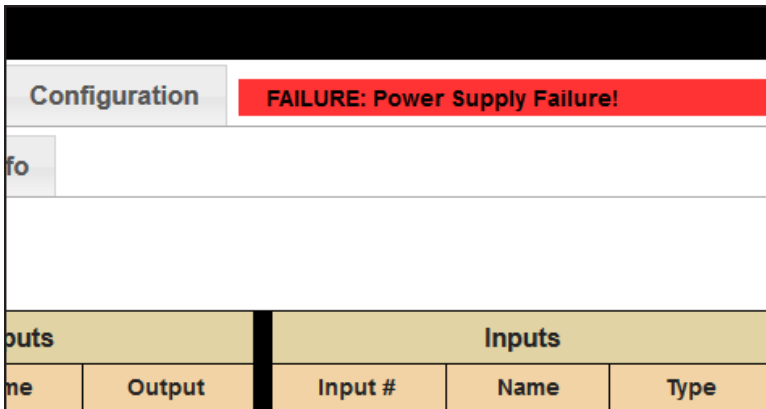 Configuration
FAILURE: Power Supply Failure!
fo
puts
Inputs
me Output Input # Name Type